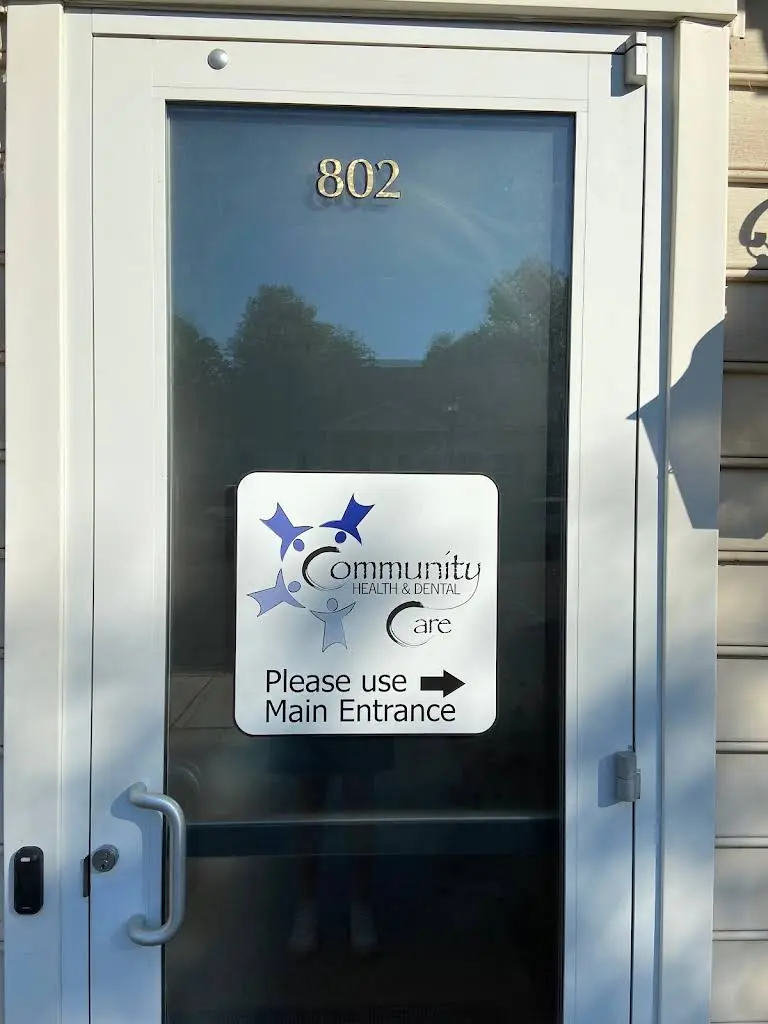 802
Community
HEALTH & DENTAL
Care
Please use
Main Entrance